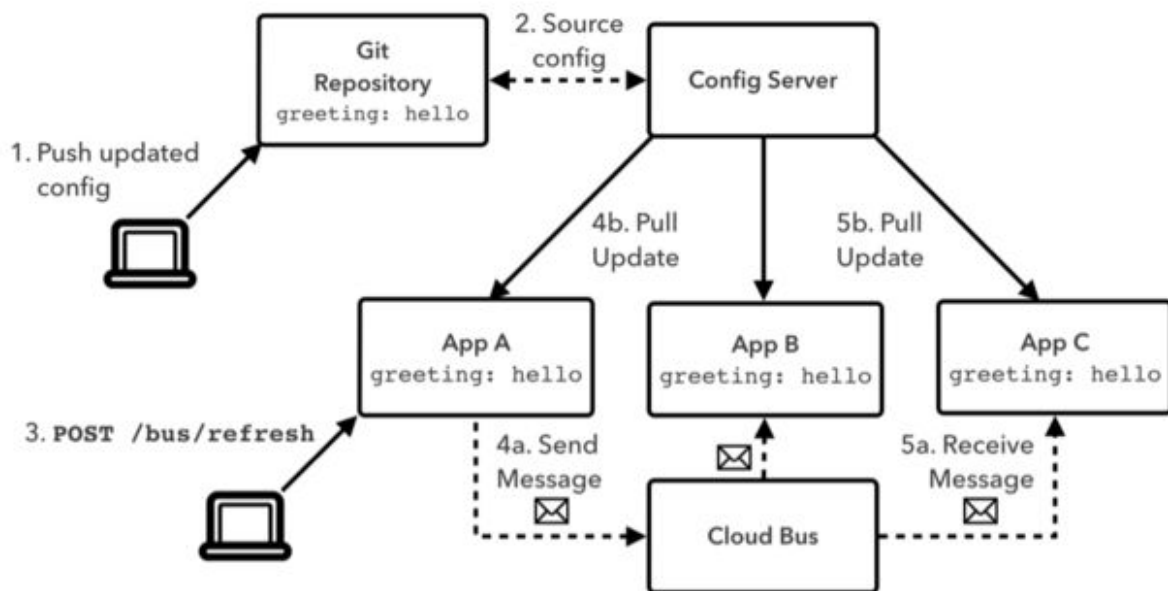 Git
Repository
greeting: hello
2. Source
config
Config Server
1. Push updated
config
4b. Pull
Update
5b. Pull
Update
App A
greeting: hello
App B
greeting: hello
App C
greeting: hello
3. POST /bus/refresh
4a. Send
Message
5a. Receive
Message
Cloud Bus